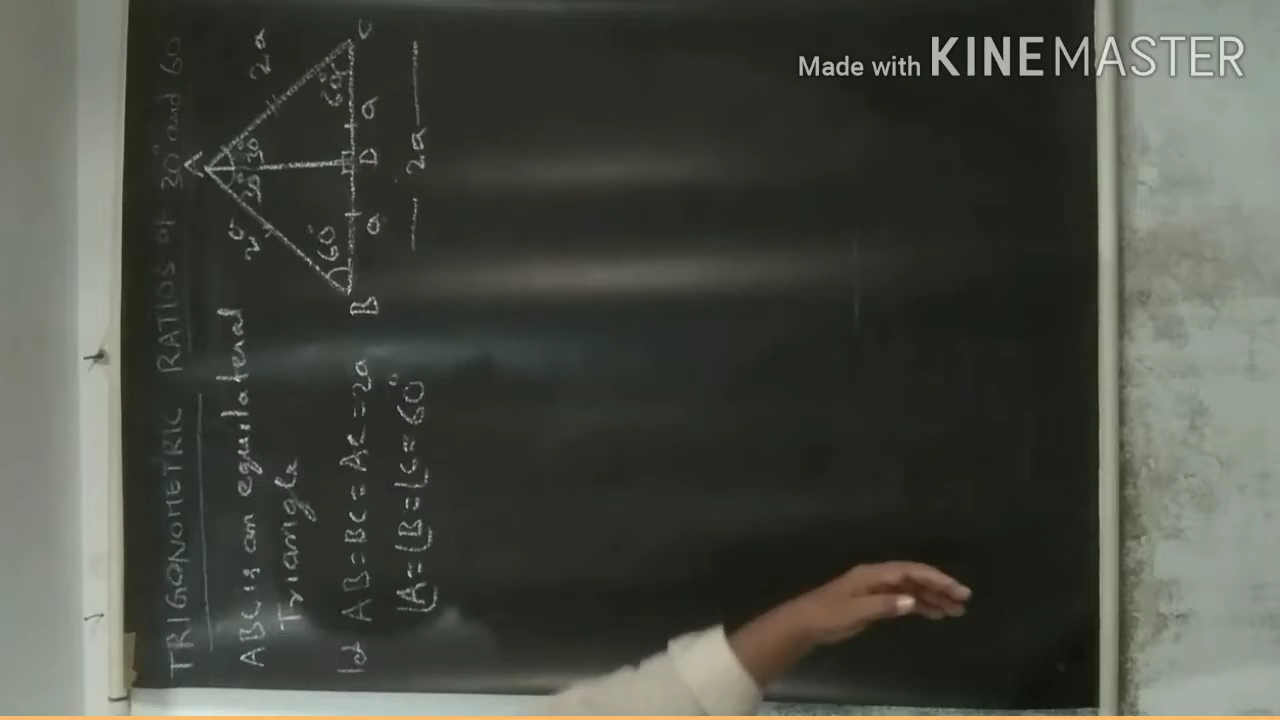 Made with KINEMASTER
TRIGONOMETRIC RATIOS of 30° and 60
ABC is an equilateral
Triangle
let AB=BC=AC=2a
∠A=∠B=∠C=60°
A
2a 30° 30° 2a
60° 60°
B a D a C
2a